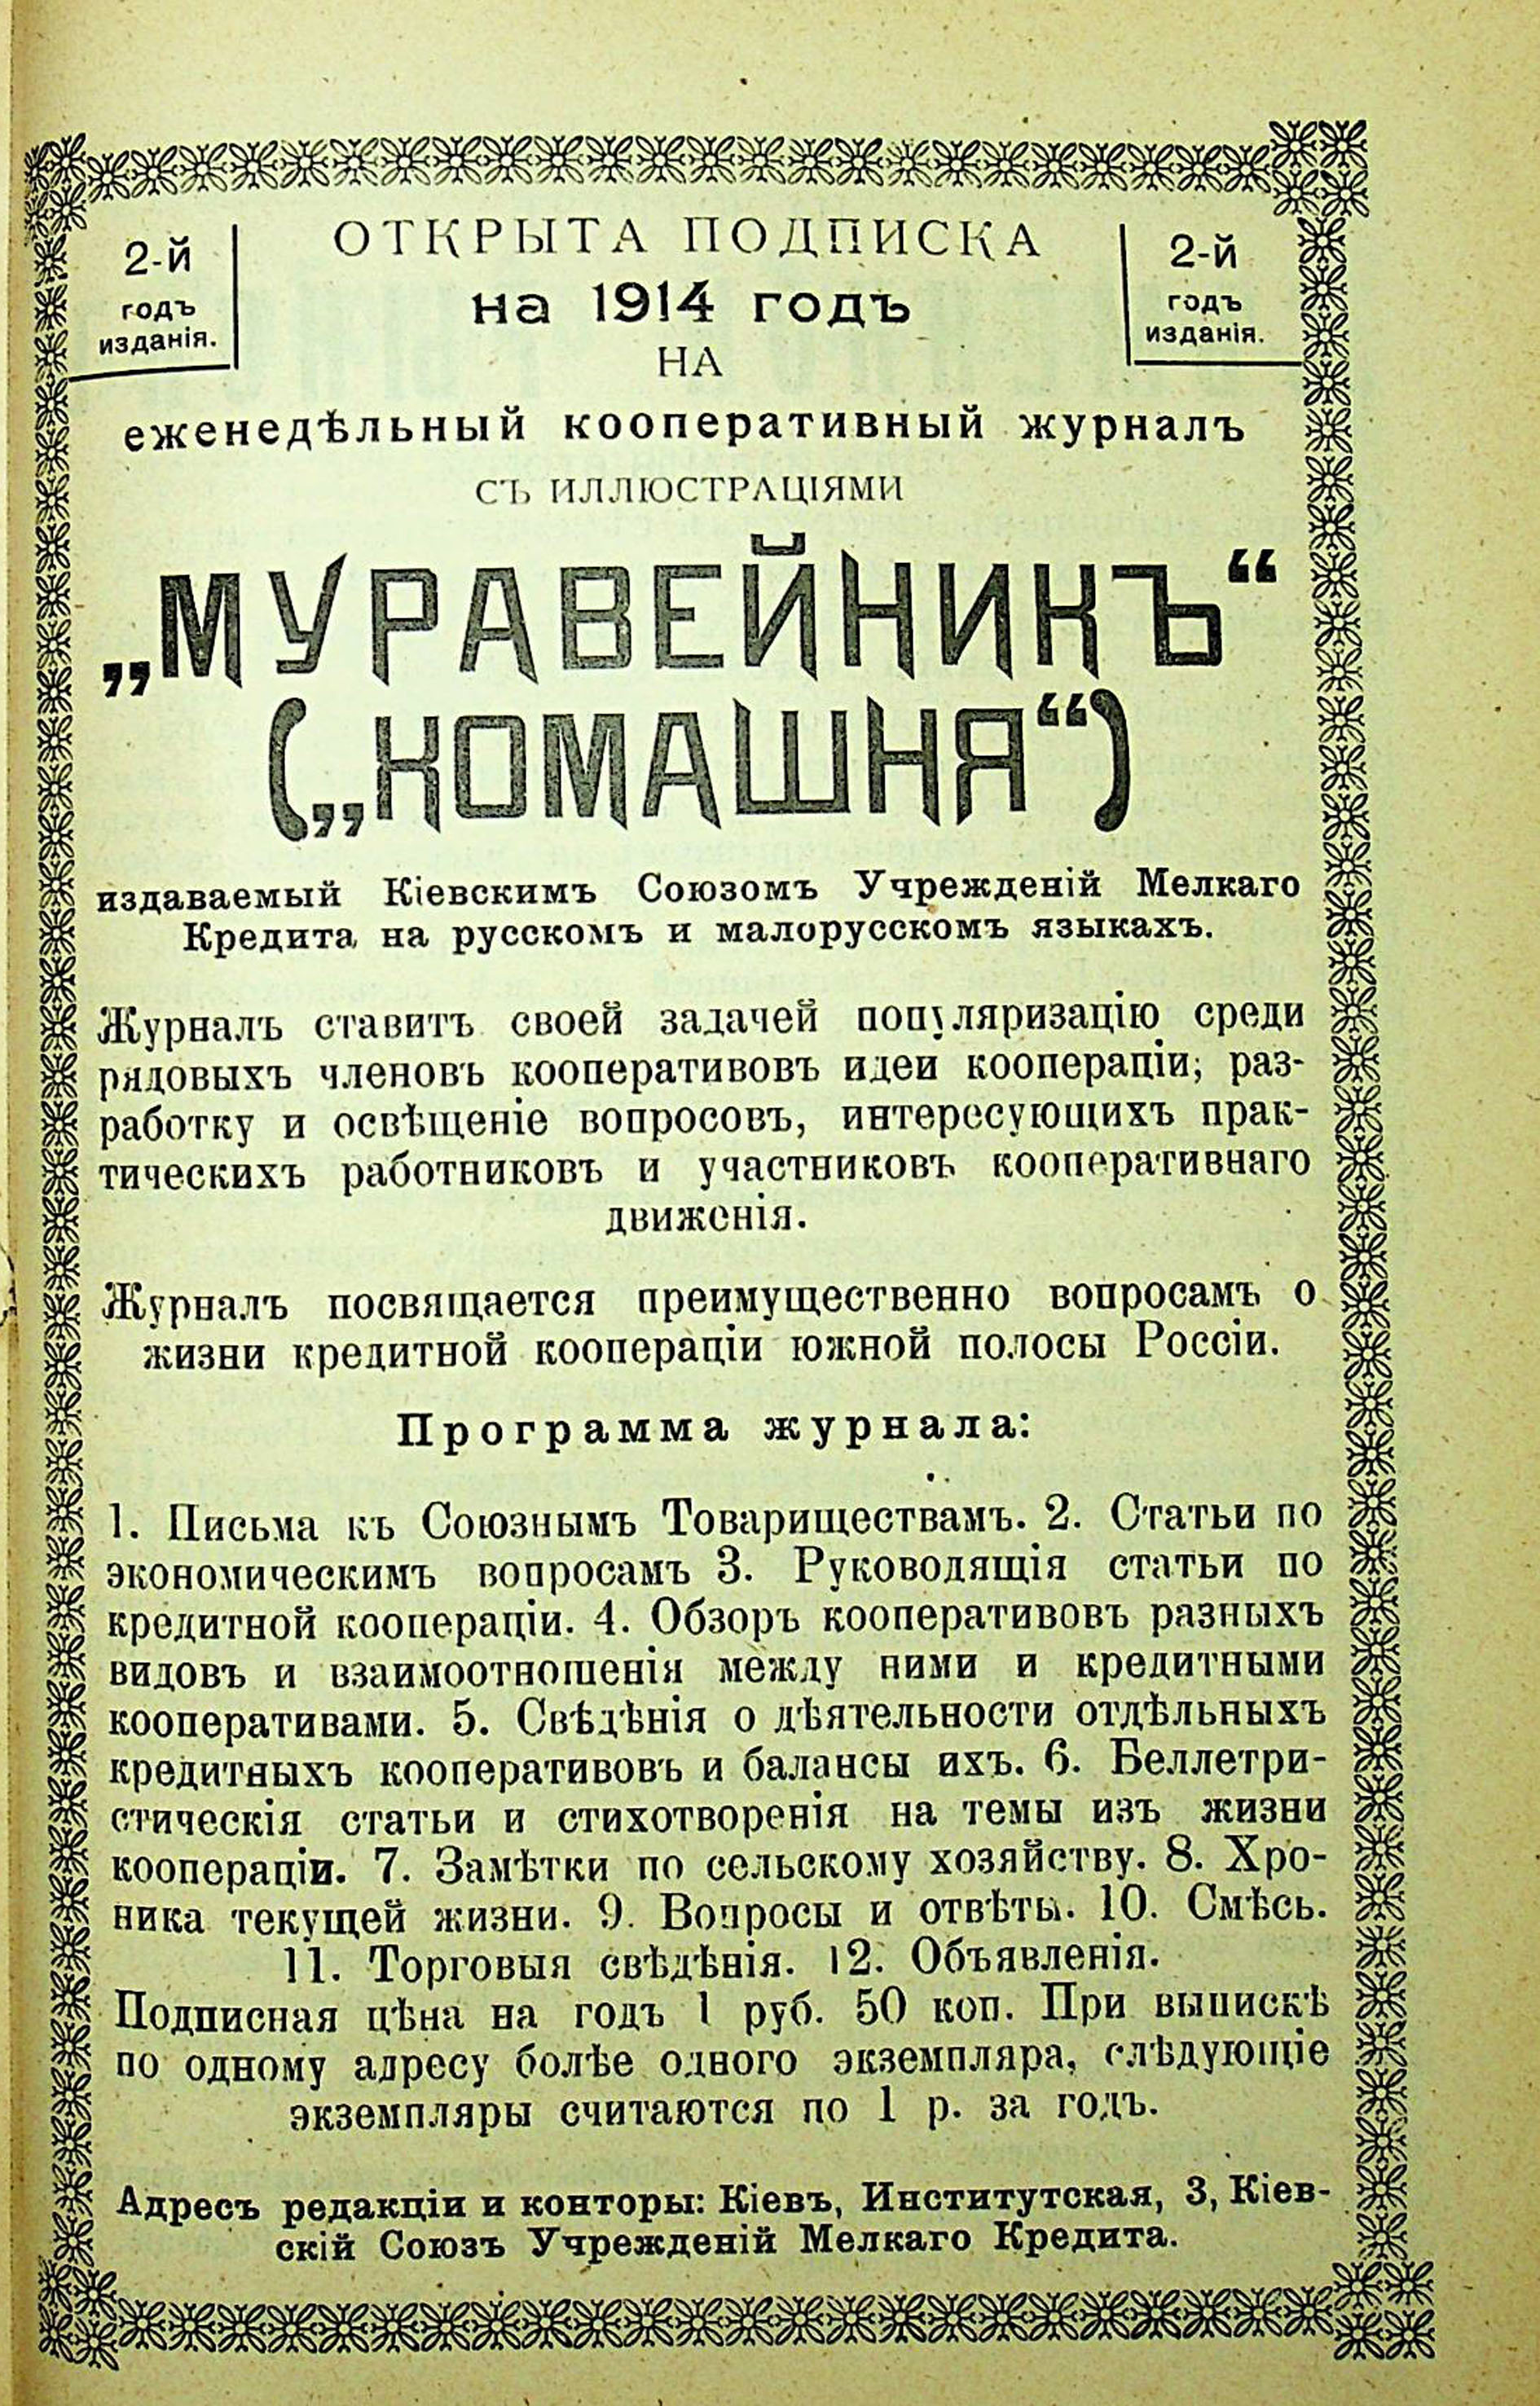 2-й
годъ
изданія.
ОТКРЫТА ПОДПИСКА
на 1914 годъ
НА
2-й
годъ
изданія.
еженедѣльный кооперативный журналъ
СЪ ИЛЛЮСТРАЦІЯМИ
„МУРАВЕЙНИКЪ“
(„КОМАШНЯ“)
издаваемый Кіевскимъ Союзомъ Учрежденій Мелкаго
Кредита на русскомъ и малорусскомъ языкахъ.
Журналъ ставитъ своей задачей популяризацію среди
рядовыхъ членовъ кооперативовъ идеи коопераціи; раз-
работку и освѣщеніе вопросовъ, интересующихъ прак-
тическихъ работниковъ и участниковъ кооперативнаго
движенія.
Журналъ посвящается преимущественно вопросамъ о
жизни кредитной коопераціи южной полосы Россіи.
Программа журнала:
1. Письма къ Союзнымъ Товариществамъ. 2. Статьи по
экономическимъ вопросамъ 3. Руководящія статьи по
кредитной коопераціи. 4. Обзоръ кооперативовъ разныхъ
видовъ и взаимоотношенія между ними и кредитными
кооперативами. 5. Свѣдѣнія о дѣятельности отдѣльныхъ
кредитныхъ кооперативовъ и балансы ихъ. 6. Беллетри-
стическія статьи и стихотворенія на темы изъ жизни
коопераціи. 7. Замѣтки по сельскому хозяйству. 8. Хро-
ника текущей жизни. 9. Вопросы и отвѣты. 10. Смѣсь.
11. Торговыя свѣдѣнія. 12. Объявленія.
Подписная цѣна на годъ 1 руб. 50 коп. При выпискѣ
по одному адресу болѣе одного экземпляра, слѣдующіе
экземпляры считаются по 1 р. за годъ.
Адресъ редакціи и конторы: Кіевъ, Институтская, 3, Кіев-
скій Союзъ Учрежденій Мелкаго Кредита.